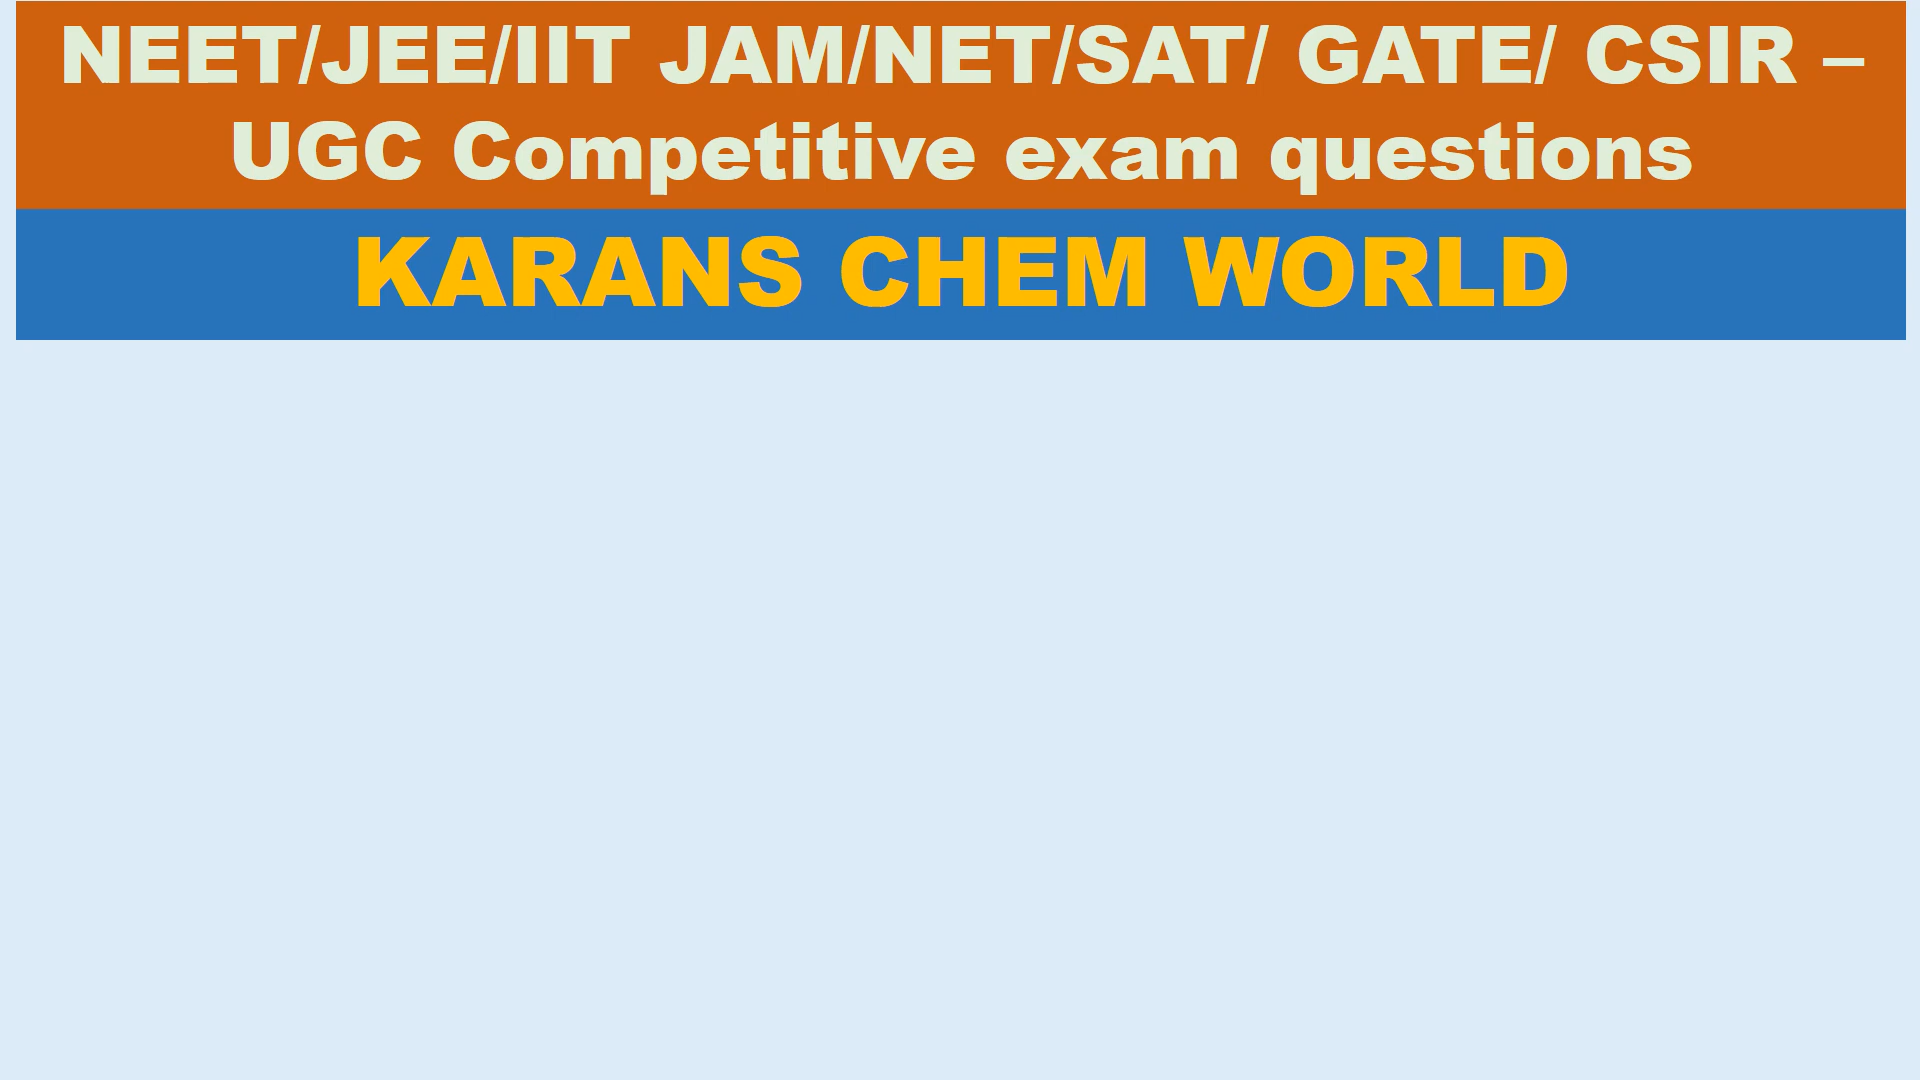 NEET/JEE/IIT JAM/NET/SAT/ GATE/ CSIR –
UGC Competitive exam questions
KARANS CHEM WORLD